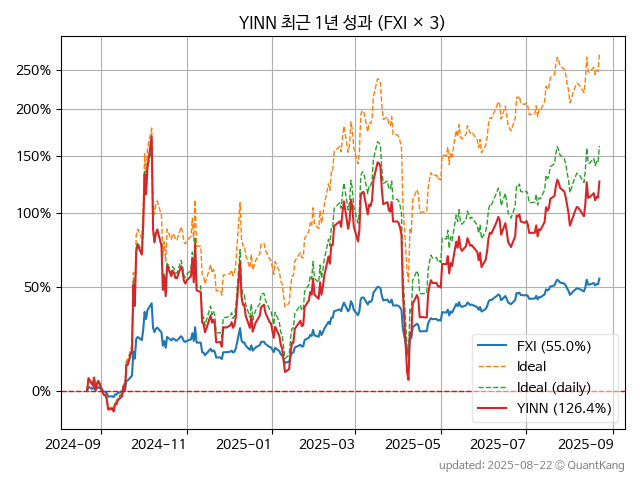 YINN 최근 1년 성과 (FXI × 3)
250%
200%
150%
100%
50%
0%
FXI (55.0%)
Ideal
Ideal (daily)
YINN (126.4%)
2024-09
2024-11
2025-01
2025-03
2025-05
2025-07
2025-09
updated: 2025-08-22 © QuantKang